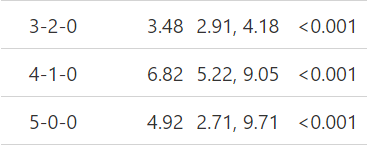 3-2-0 3.48 2.91, 4.18 <0.001
4-1-0 6.82 5.22, 9.05 <0.001
5-0-0 4.92 2.71, 9.71 <0.001